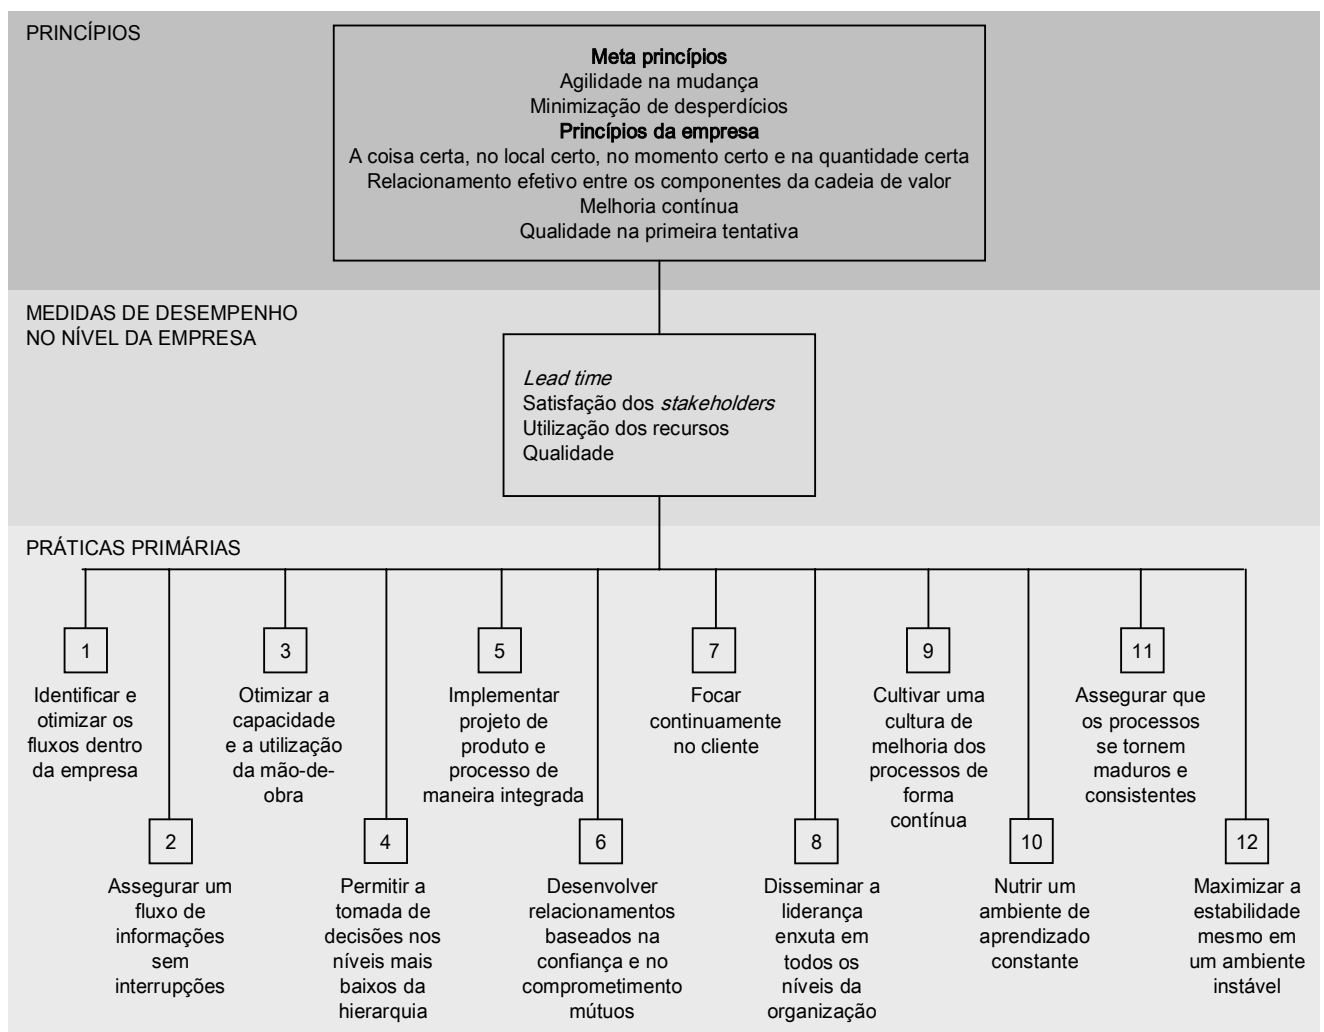 PRINCÍPIOS
Meta princípios
Agilidade na mudança
Minimização de desperdícios
Princípios da empresa
A coisa certa, no local certo, no momento certo e na quantidade certa
Relacionamento efetivo entre os componentes da cadeia de valor
Melhoria contínua
Qualidade na primeira tentativa
MEDIDAS DE DESEMPENHO
NO NÍVEL DA EMPRESA
Lead time
Satisfação dos stakeholders
Utilização dos recursos
Qualidade
PRÁTICAS PRIMÁRIAS
1
Identificar e
otimizar os
fluxos dentro
da empresa
2
Assegurar um
fluxo de
informações
sem
interrupções
3
Otimizar a
capacidade
e a utilização
da mão-de-
obra
4
Permitir a
tomada de
decisões nos
níveis mais
baixos da
hierarquia
5
Implementar
projeto de
produto e
processo de
maneira integrada
6
Desenvolver
relacionamentos
baseados na
confiança e no
comprometimento
mútuos
7
Focar
continuamente
no cliente
8
Disseminar a
liderança
enxuta em
todos os
níveis da
organização
9
Cultivar uma
cultura de
melhoria dos
processos de
forma
contínua
10
Nutrir um
ambiente de
aprendizado
constante
11
Assegurar que
os processos
se tornem
maduros e
consistentes
12
Maximizar a
estabilidade
mesmo em
um ambiente
instável